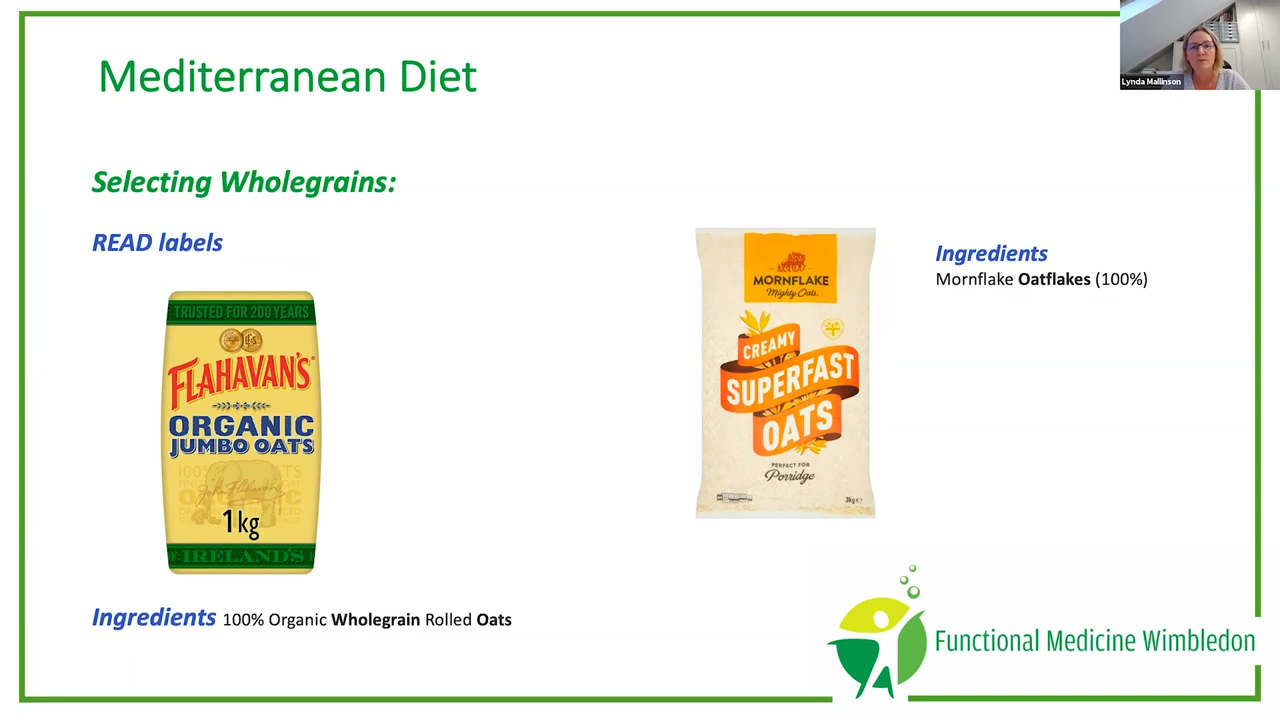 Mediterranean Diet
Lynda Mallinson
Selecting Wholegrains:
READ labels
TRUSTED FOR 200 YEARS
FLAHAVAN'S
ORGANIC
JUMBO OATS
1kg
IRELAND'S
Ingredients 100% Organic Wholegrain Rolled Oats
MORNFLAKE
Mighty Oats.
CREAMY
SUPERFAST
OATS
PERFECT FOR
Porridge
3kg e
Ingredients
Mornflake Oatflakes (100%)
Functional Medicine Wimbledon